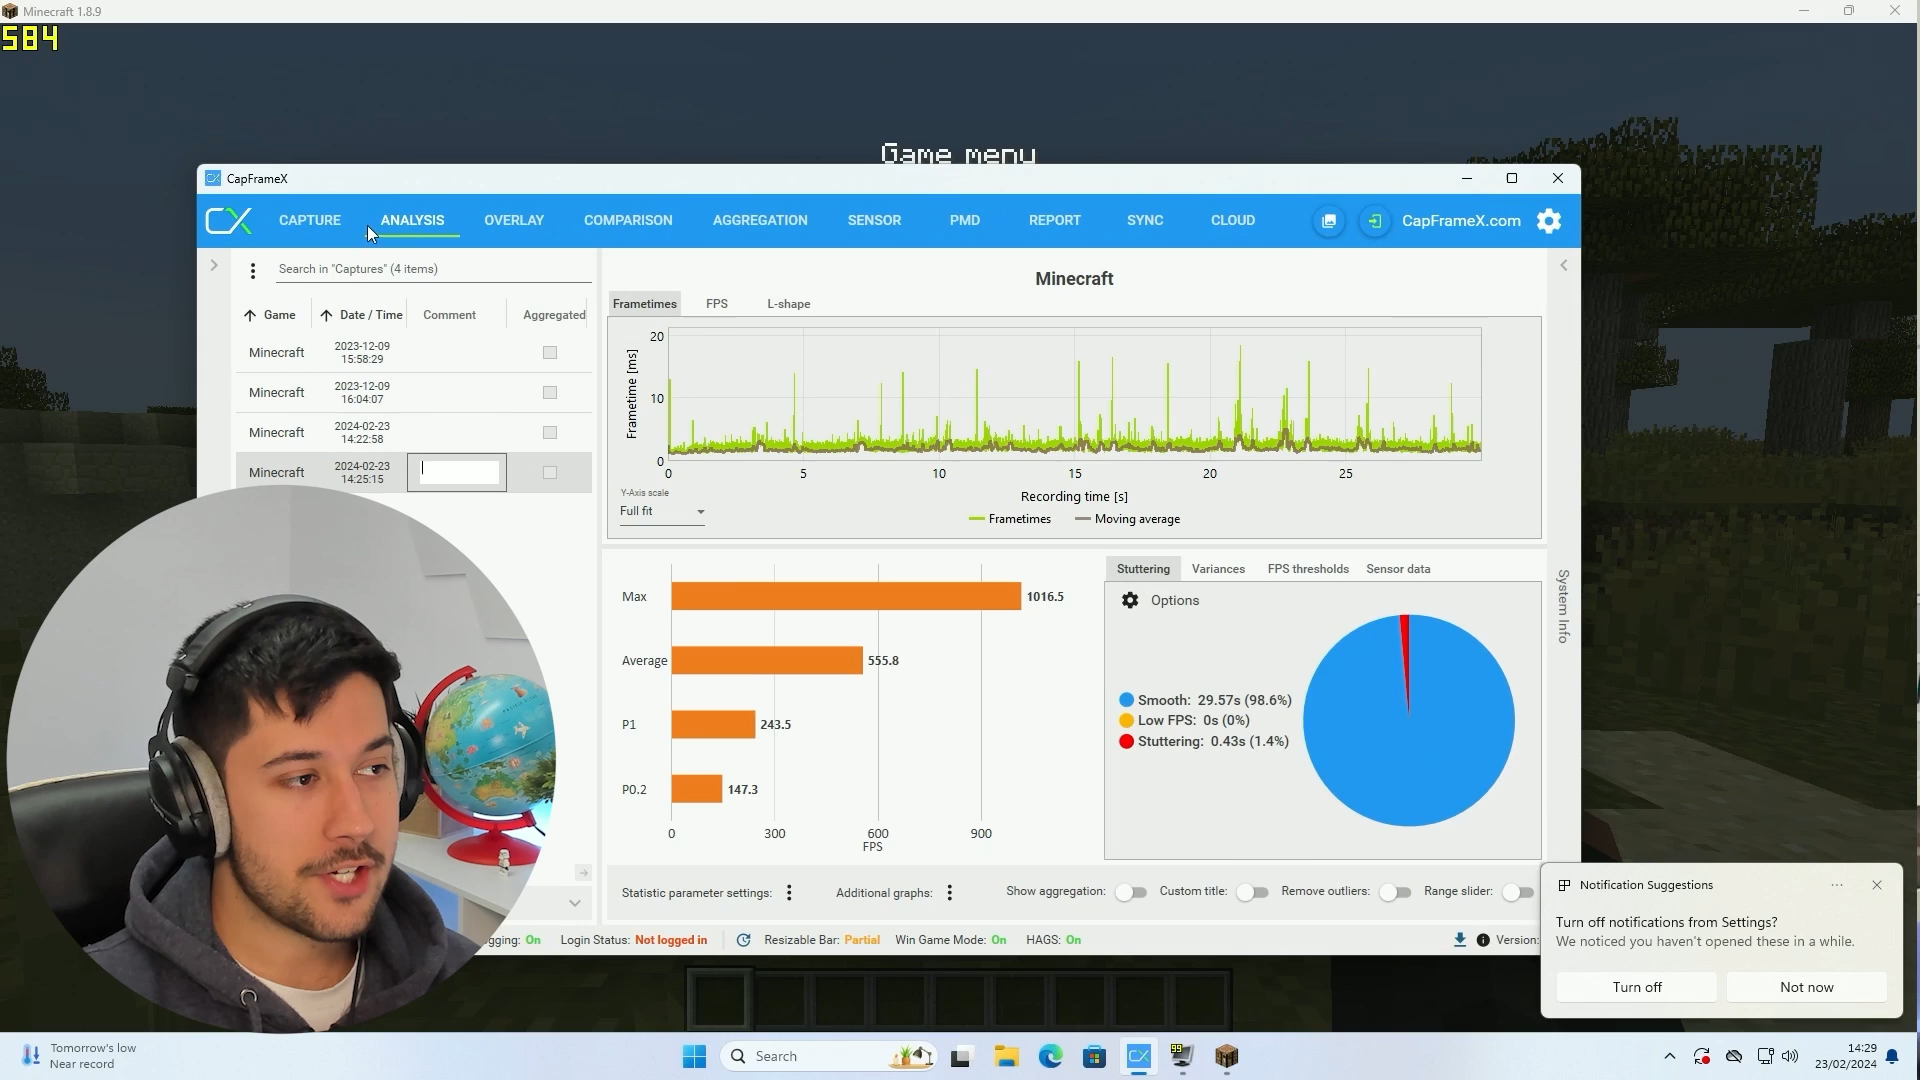 Minecraft 1.8.9
584
Game menu
CapFrameX
CX
CAPTURE
ANALYSIS
OVERLAY
COMPARISON
AGGREGATION
SENSOR
PMD
REPORT
SYNC
CLOUD
CapFrameX.com
Search in "Captures" (4 items)
Game
Date / Time
Comment
Aggregated
Minecraft
2023-12-09
15:58:29
Minecraft
2023-12-09
16:04:07
Minecraft
2024-02-23
14:22:58
Minecraft
2024-02-23
14:25:15
Minecraft
Frametimes
FPS
L-shape
Frametime [ms]
20
10
0
0
5
10
15
20
25
Recording time [s]
Y-Axis scale
Full fit
Frametimes
Moving average
Max
1016.5
Average
555.8
P1
243.5
P0.2
147.3
0
300
600
900
FPS
Stuttering
Variances
FPS thresholds
Sensor data
Options
Smooth: 29.57s (98.6%)
Low FPS: 0s (0%)
Stuttering: 0.43s (1.4%)
System Info
Statistic parameter settings:
Additional graphs:
Show aggregation:
Custom title:
Remove outliers:
Range slider:
gging: On
Login Status: Not logged in
Resizable Bar: Partial
Win Game Mode: On
HAGS: On
Version:
Notification Suggestions
Turn off notifications from Settings?
We noticed you haven't opened these in a while.
Turn off
Not now
Tomorrow's low
Near record
Search
CX
99
14:29
23/02/2024